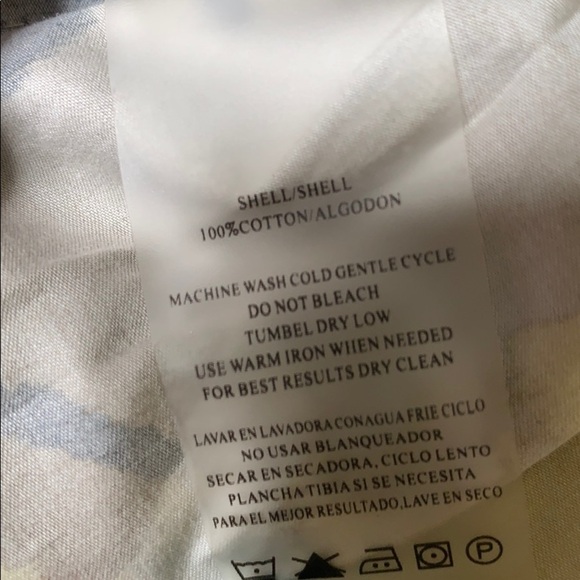 SHELL/SHELL
100%COTTON/ALGODON
MACHINE WASH COLD GENTLE CYCLE
DO NOT BLEACH
TUMBEL DRY LOW
USE WARM IRON WIIEN NEEDED
FOR BEST RESULTS DRY CLEAN
LAVAR EN LAVADORA CONAGUA FRIE CICLO
NO USAR BLANQUEADOR
SECAR EN SECADORA, CICLO LENTO
PLANCHA TIBIA SI SE NECESITA
PARA EL MEJOR RESULTADO,LAVE EN SECO
P